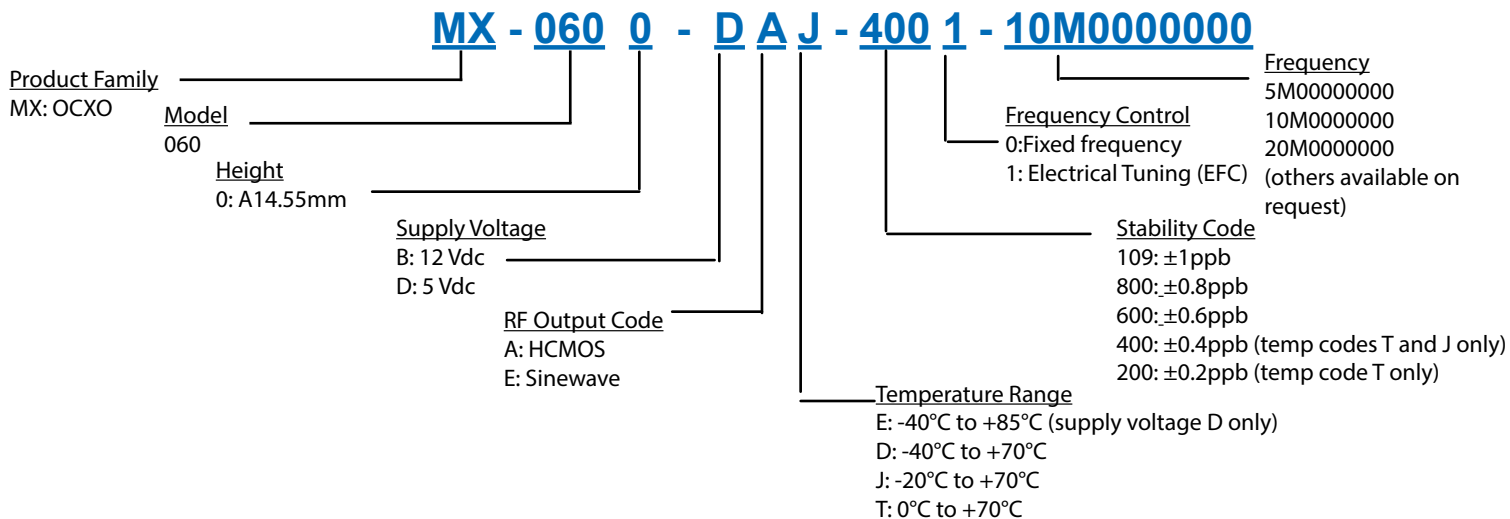 MX - 060 0 - D A J - 400 1 - 10M0000000
Product Family
MX: OCXO
Model
060
Height
0: A14.55mm
Supply Voltage
B: 12 Vdc
D: 5 Vdc
RF Output Code
A: HCMOS
E: Sinewave
Temperature Range
E: -40°C to +85°C (supply voltage D only)
D: -40°C to +70°C
J: -20°C to +70°C
T: 0°C to +70°C
Stability Code
109: ±1ppb
800: ±0.8ppb
600: ±0.6ppb
400: ±0.4ppb (temp codes T and J only)
200: ±0.2ppb (temp code T only)
Frequency Control
0:Fixed frequency
1: Electrical Tuning (EFC)
Frequency
5M00000000
10M0000000
20M0000000
(others available on
request)